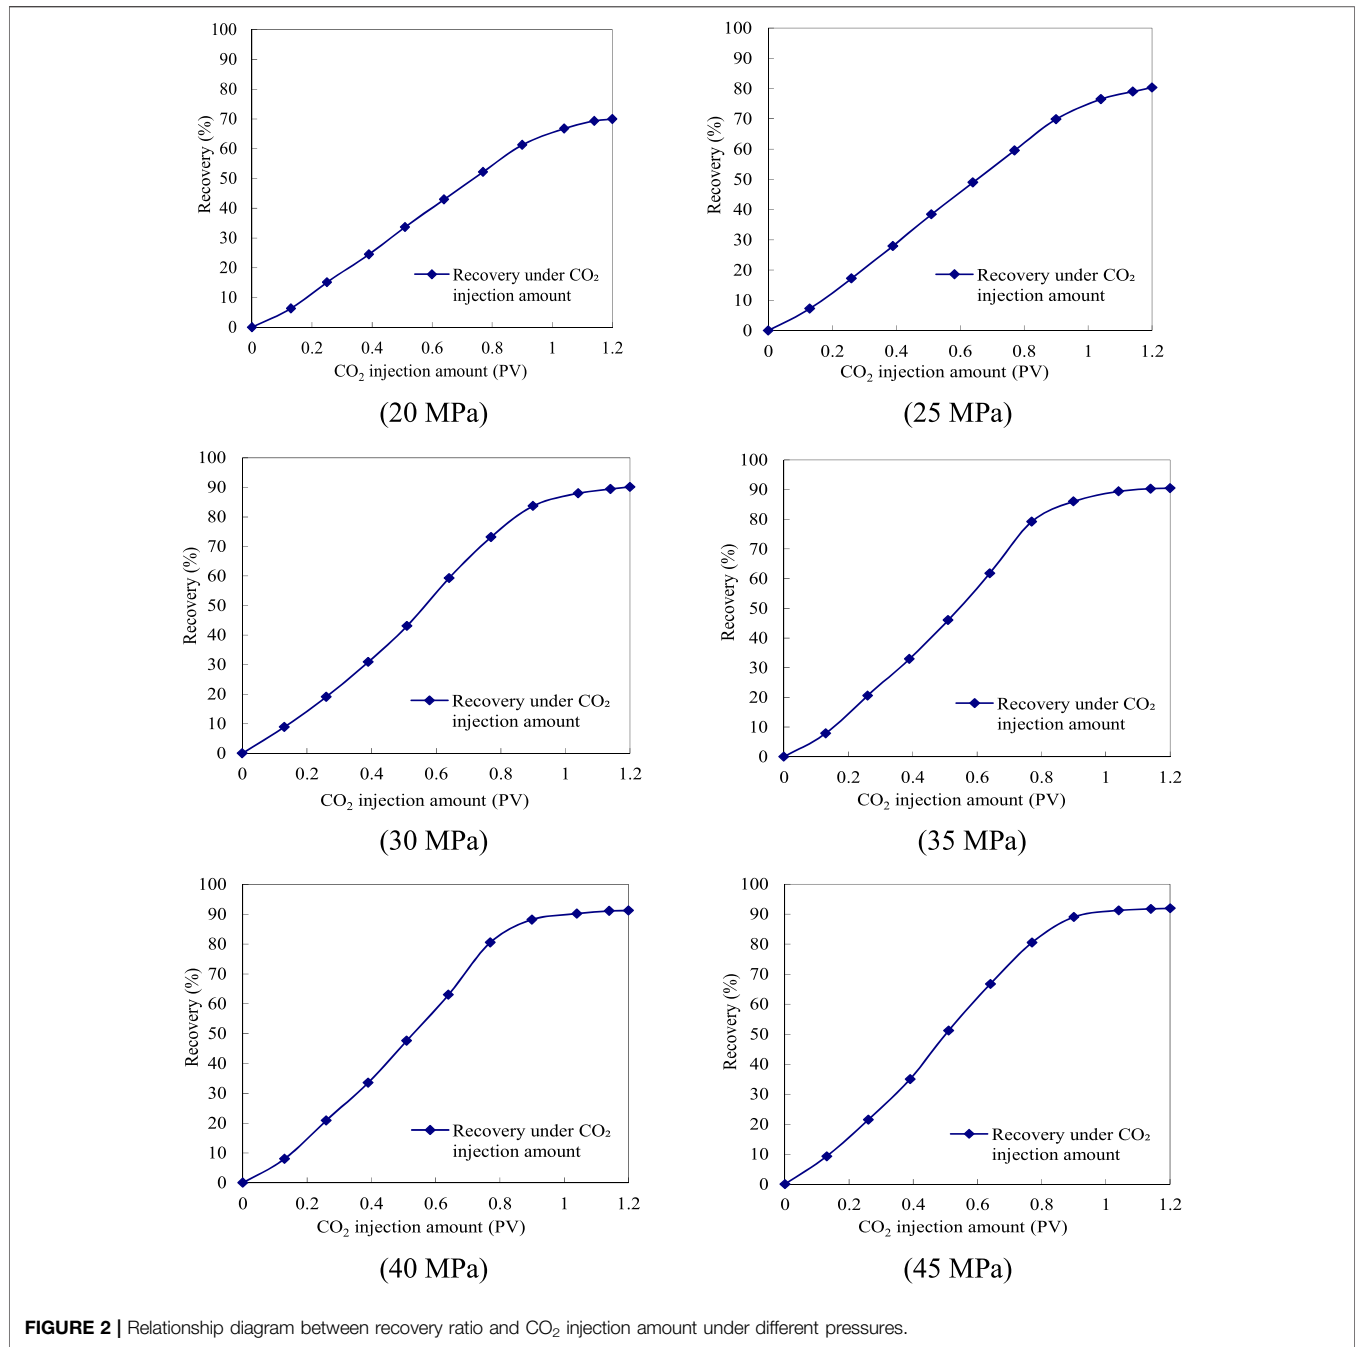 100
90
80
70
60
50
40
30
20
10
0
Recovery (%)
Recovery under CO₂
injection amount
0 0.2 0.4 0.6 0.8 1 1.2
CO₂ injection amount (PV)
(20 MPa)
100
90
80
70
60
50
40
30
20
10
0
Recovery (%)
Recovery under CO₂
injection amount
0 0.2 0.4 0.6 0.8 1 1.2
CO₂ injection amount (PV)
(25 MPa)
100
90
80
70
60
50
40
30
20
10
0
Recovery (%)
Recovery under CO₂
injection amount
0 0.2 0.4 0.6 0.8 1 1.2
CO₂ injection amount (PV)
(30 MPa)
100
90
80
70
60
50
40
30
20
10
0
Recovery (%)
Recovery under CO₂
injection amount
0 0.2 0.4 0.6 0.8 1 1.2
CO₂ injection amount (PV)
(35 MPa)
100
90
80
70
60
50
40
30
20
10
0
Recovery (%)
Recovery under CO₂
injection amount
0 0.2 0.4 0.6 0.8 1 1.2
CO₂ injection amount (PV)
(40 MPa)
100
90
80
70
60
50
40
30
20
10
0
Recovery (%)
Recovery under CO₂
injection amount
0 0.2 0.4 0.6 0.8 1 1.2
CO₂ injection amount (PV)
(45 MPa)
FIGURE 2 | Relationship diagram between recovery ratio and CO₂ injection amount under different pressures.